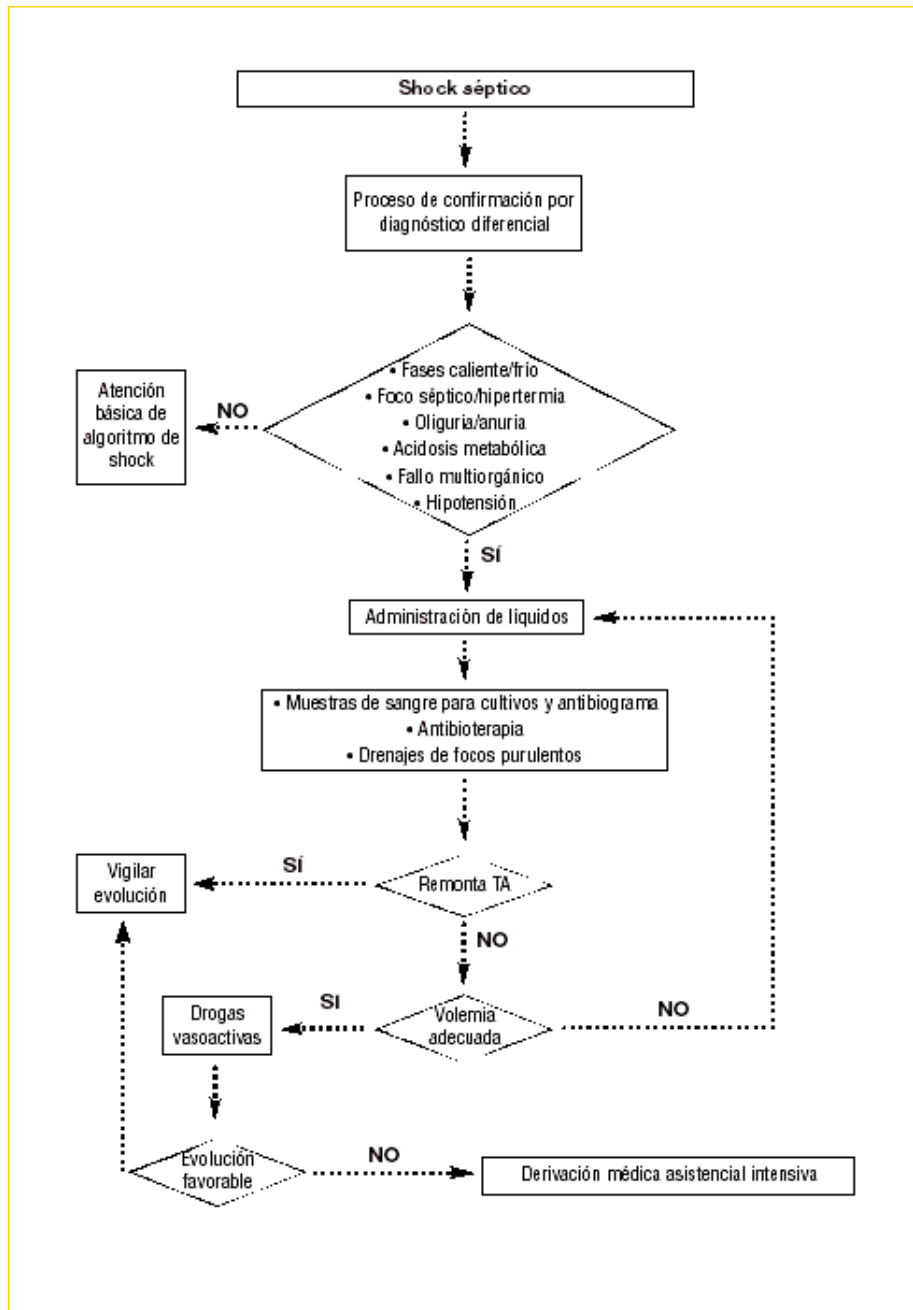 Shock séptico
Proceso de confirmación por
diagnóstico diferencial
• Fases caliente/frío
• Foco séptico/hipertermia
• Oliguria/anuria
• Acidosis metabólica
• Fallo multiorgánico
• Hipotensión
NO
Atención
básica de
algoritmo de
shock
SÍ
Administración de líquidos
• Muestras de sangre para cultivos y antibiograma
• Antibioterapia
• Drenajes de focos purulentos
Remonta TA
SÍ
Vigilar
evolución
NO
Volemia
adecuada
SI
NO
Drogas
vasoactivas
Evolución
favorable
NO
Derivación médica asistencial intensiva